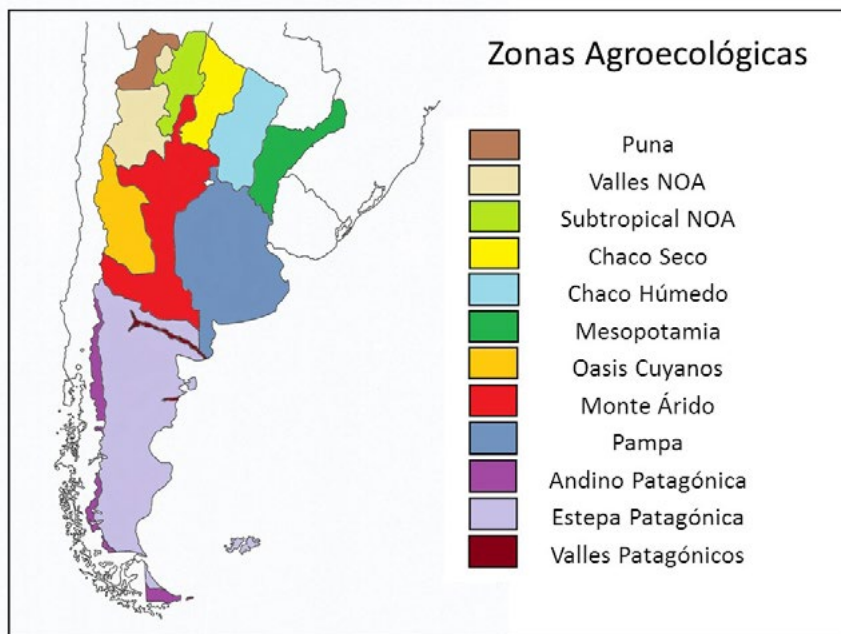 Zonas Agroecológicas
Puna
Valles NOA
Subtropical NOA
Chaco Seco
Chaco Húmedo
Mesopotamia
Oasis Cuyanos
Monte Árido
Pampa
Andino Patagónica
Estepa Patagónica
Valles Patagónicos